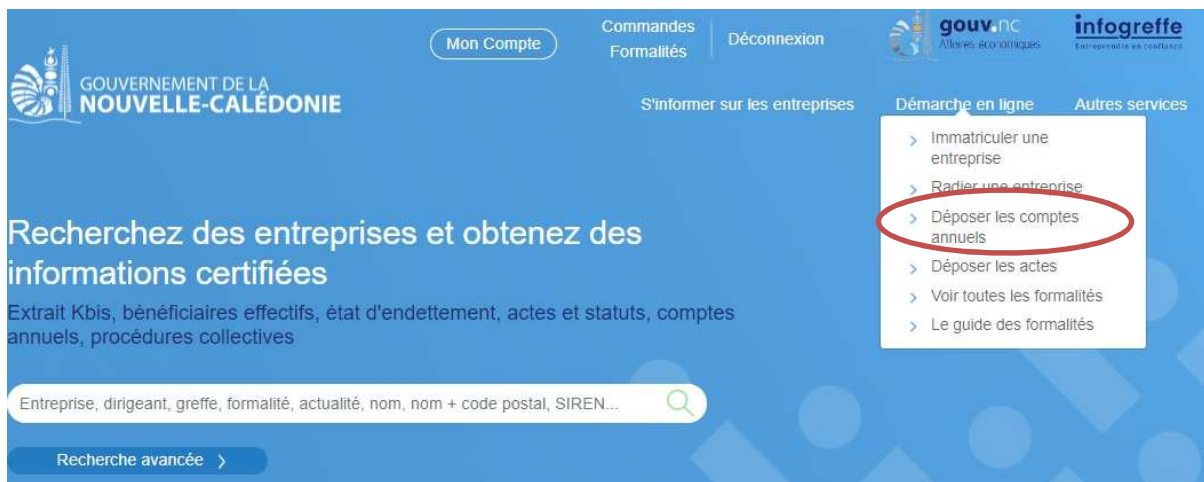 Mon Compte
Commandes
Formalités
Déconnexion
gouv.nc
Affaires économiques
infogreffe
Entreprendre en confiance
GOUVERNEMENT DE LA
NOUVELLE-CALÉDONIE
S'informer sur les entreprises
Démarche en ligne
Autres services
Immatriculer une
entreprise
Radier une entreprise
Déposer les comptes
annuels
Déposer les actes
Voir toutes les formalités
Le guide des formalités
Recherchez des entreprises et obtenez des
informations certifiées
Extrait Kbis, bénéficiaires effectifs, état d'endettement, actes et statuts, comptes
annuels, procédures collectives
Entreprise, dirigeant, greffe, formalité, actualité, nom, nom + code postal, SIREN...
Recherche avancée